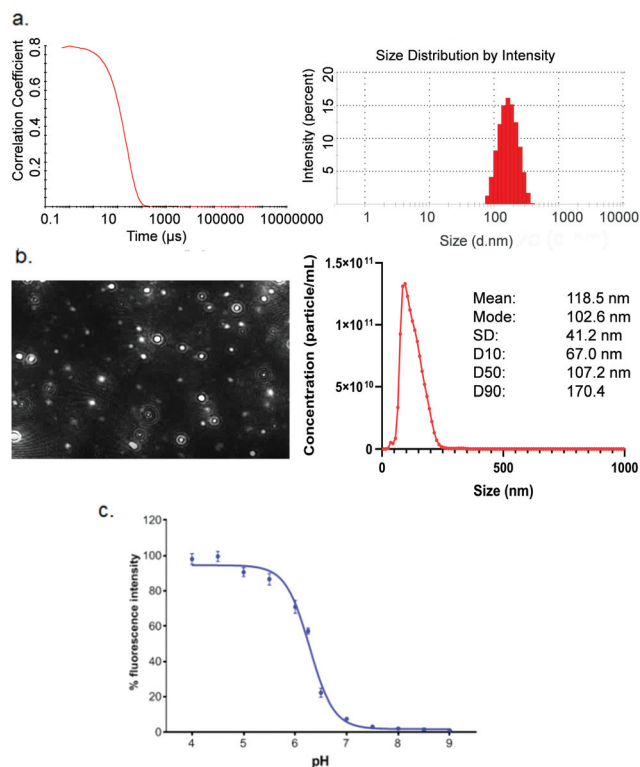 a.
Correlation Coefficient
0.8
0.6
0.4
0.2
0.1 10 1000 100000 10000000
Time (µs)
Size Distribution by Intensity
Intensity (percent)
20
15
10
5
1 10 100 1000 10000
Size (d.nm)
b.
Concentration (particle/mL)
1.5×10¹¹
1×10¹¹
5×10¹⁰
0
0 500 1000
Size (nm)
Mean: 118.5 nm
Mode: 102.6 nm
SD: 41.2 nm
D10: 67.0 nm
D50: 107.2 nm
D90: 170.4
c.
% fluorescence intensity
120
100
80
60
40
20
0
4 5 6 7 8 9
pH